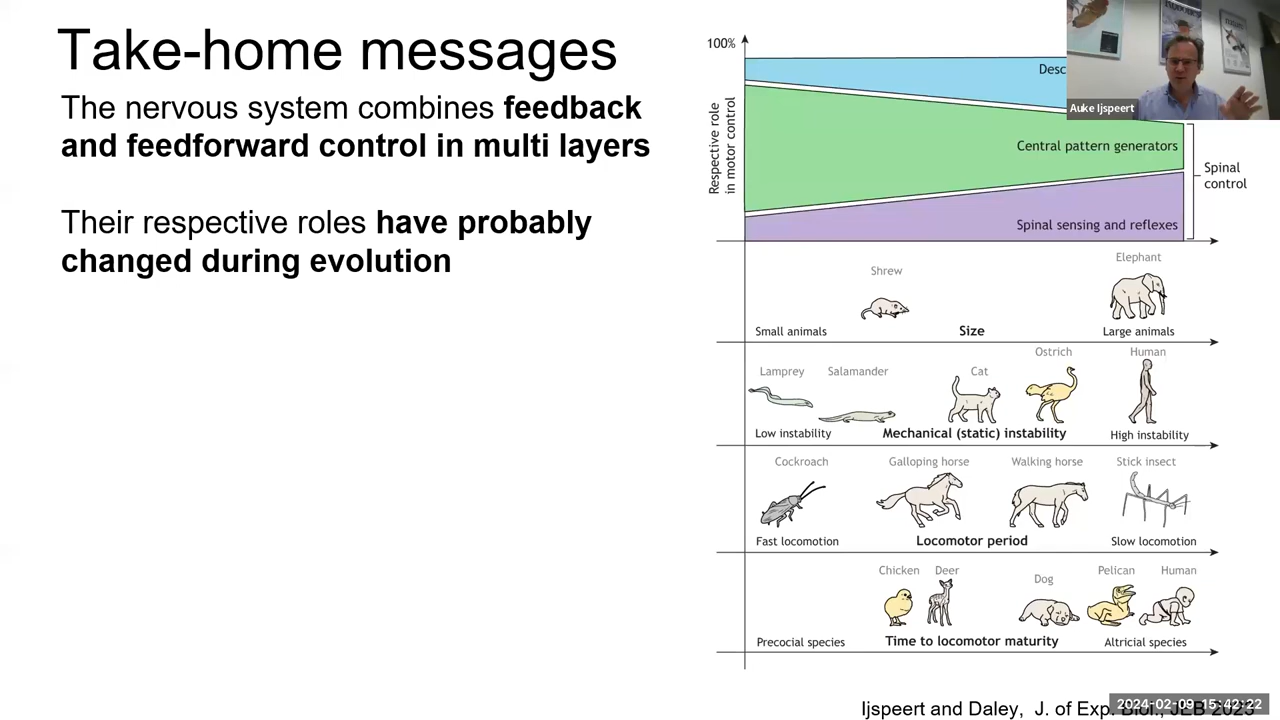 Take-home messages
The nervous system combines feedback
and feedforward control in multi layers
Their respective roles have probably
changed during evolution
100%
Respective role
in motor control
Auke Ijspeert
Central pattern generators
Spinal
control
Spinal sensing and reflexes
Shrew
Elephant
Small animals
Size
Large animals
Lamprey
Salamander
Cat
Ostrich
Human
Low instability
Mechanical (static) instability
High instability
Cockroach
Galloping horse
Walking horse
Stick insect
Fast locomotion
Locomotor period
Slow locomotion
Chicken
Deer
Dog
Pelican
Human
Precocial species
Time to locomotor maturity
Altricial species
Ijspeert and Daley, J. of Exp.
2024-02-09 15:42:22